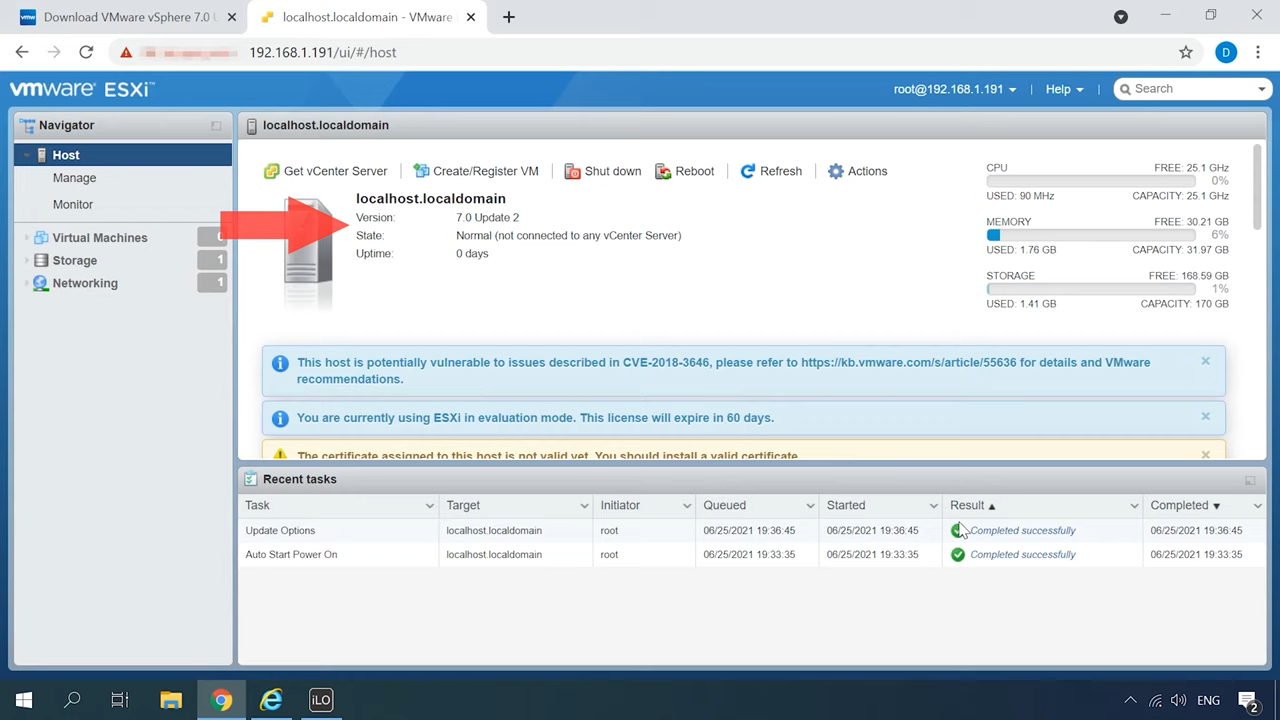 vmw Download VMware vSphere 7.0 U
localhost.localdomain - VMware
192.168.1.191/ui/#/host
D
vmware ESXi™
root@192.168.1.191
Help
Search
Navigator
Host
Manage
Monitor
Virtual Machines
Storage 1
Networking 1
localhost.localdomain
Get vCenter Server
Create/Register VM
Shut down
Reboot
Refresh
Actions
localhost.localdomain
Version: 7.0 Update 2
State: Normal (not connected to any vCenter Server)
Uptime: 0 days
CPU FREE: 25.1 GHz
0%
USED: 90 MHz CAPACITY: 25.1 GHz
MEMORY FREE: 30.21 GB
6%
USED: 1.76 GB CAPACITY: 31.97 GB
STORAGE FREE: 168.59 GB
1%
USED: 1.41 GB CAPACITY: 170 GB
This host is potentially vulnerable to issues described in CVE-2018-3646, please refer to https://kb.vmware.com/s/article/55636 for details and VMware
recommendations.
You are currently using ESXi in evaluation mode. This license will expire in 60 days.
The certificate assigned to this host is not valid yet. You should install a valid certificate.
Recent tasks
Task Target Initiator Queued Started Result Completed
Update Options localhost.localdomain root 06/25/2021 19:36:45 06/25/2021 19:36:45 Completed successfully 06/25/2021 19:36:45
Auto Start Power On localhost.localdomain root 06/25/2021 19:33:35 06/25/2021 19:33:35 Completed successfully 06/25/2021 19:33:35
iLO
ENG
2